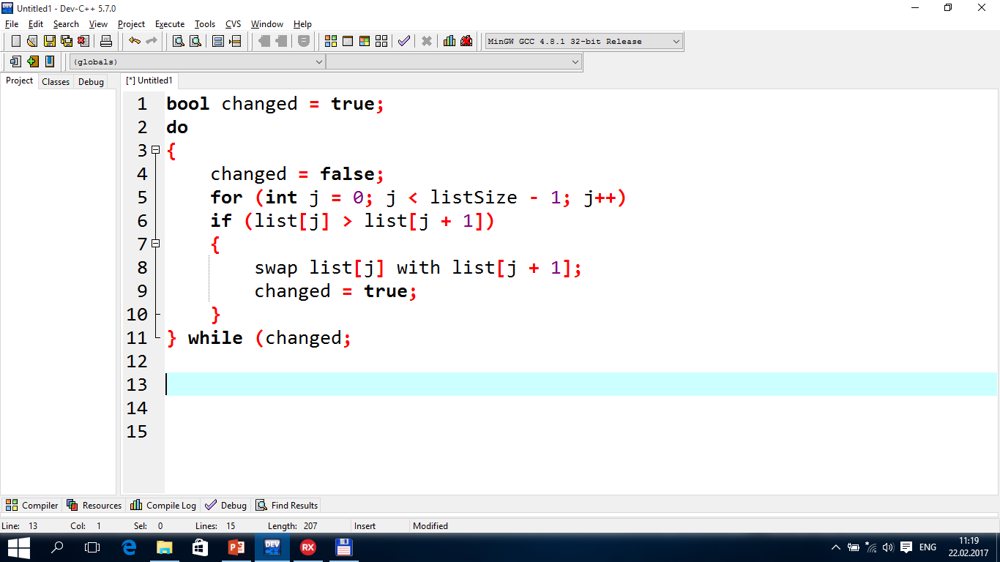 Untitled1 - Dev-C++ 5.7.0
File Edit Search View Project Execute Tools CVS Window Help
MinGW GCC 4.8.1 32-bit Release
(globals)
Project Classes Debug [*] Untitled1
1 bool changed = true;
2 do
3 {
4 changed = false;
5 for (int j = 0; j < listSize - 1; j++)
6 if (list[j] > list[j + 1])
7 {
8 swap list[j] with list[j + 1];
9 changed = true;
10 }
11 } while (changed;
12
13
14
15
Compiler Resources Compile Log Debug Find Results
Line: 13 Col: 1 Sel: 0 Lines: 15 Length: 207 Insert Modified
DEV RX ENG 11:19
22.02.2017